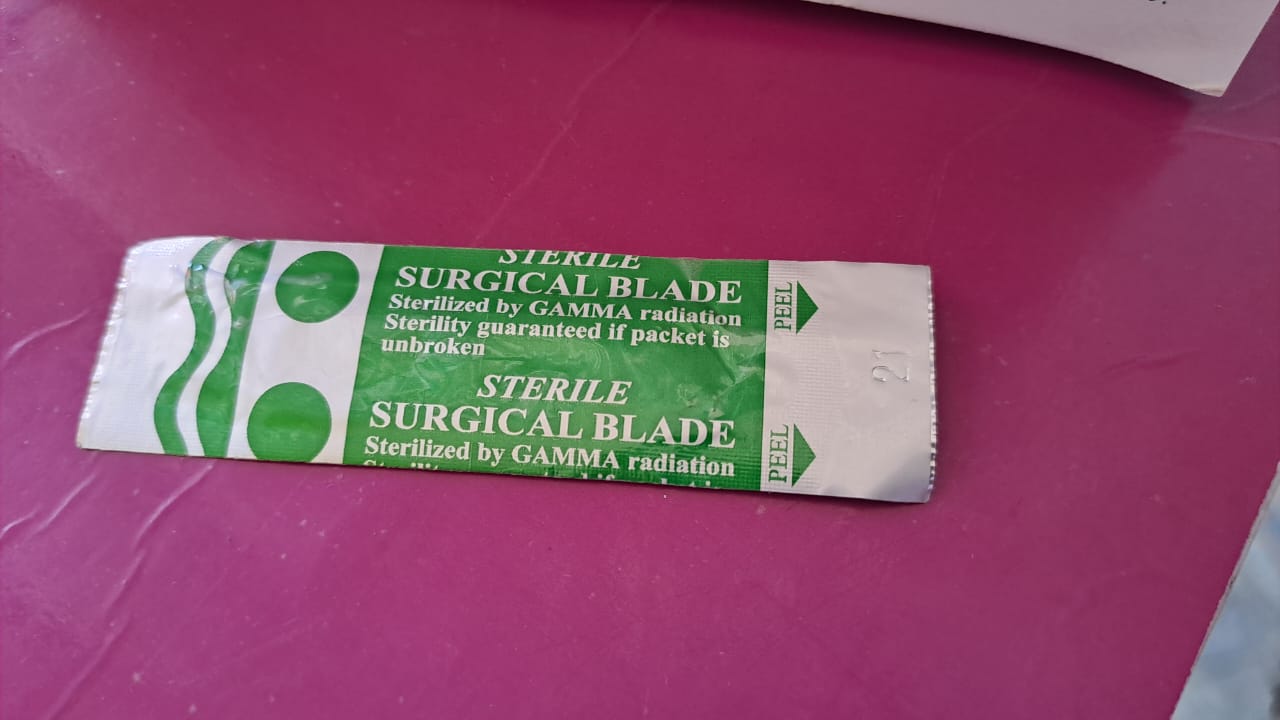 STERILE
SURGICAL BLADE
Sterilized by GAMMA radiation
Sterility guaranteed if packet is
unbroken
STERILE
SURGICAL BLADE
Sterilized by GAMMA radiation
PEEL
PEEL
21